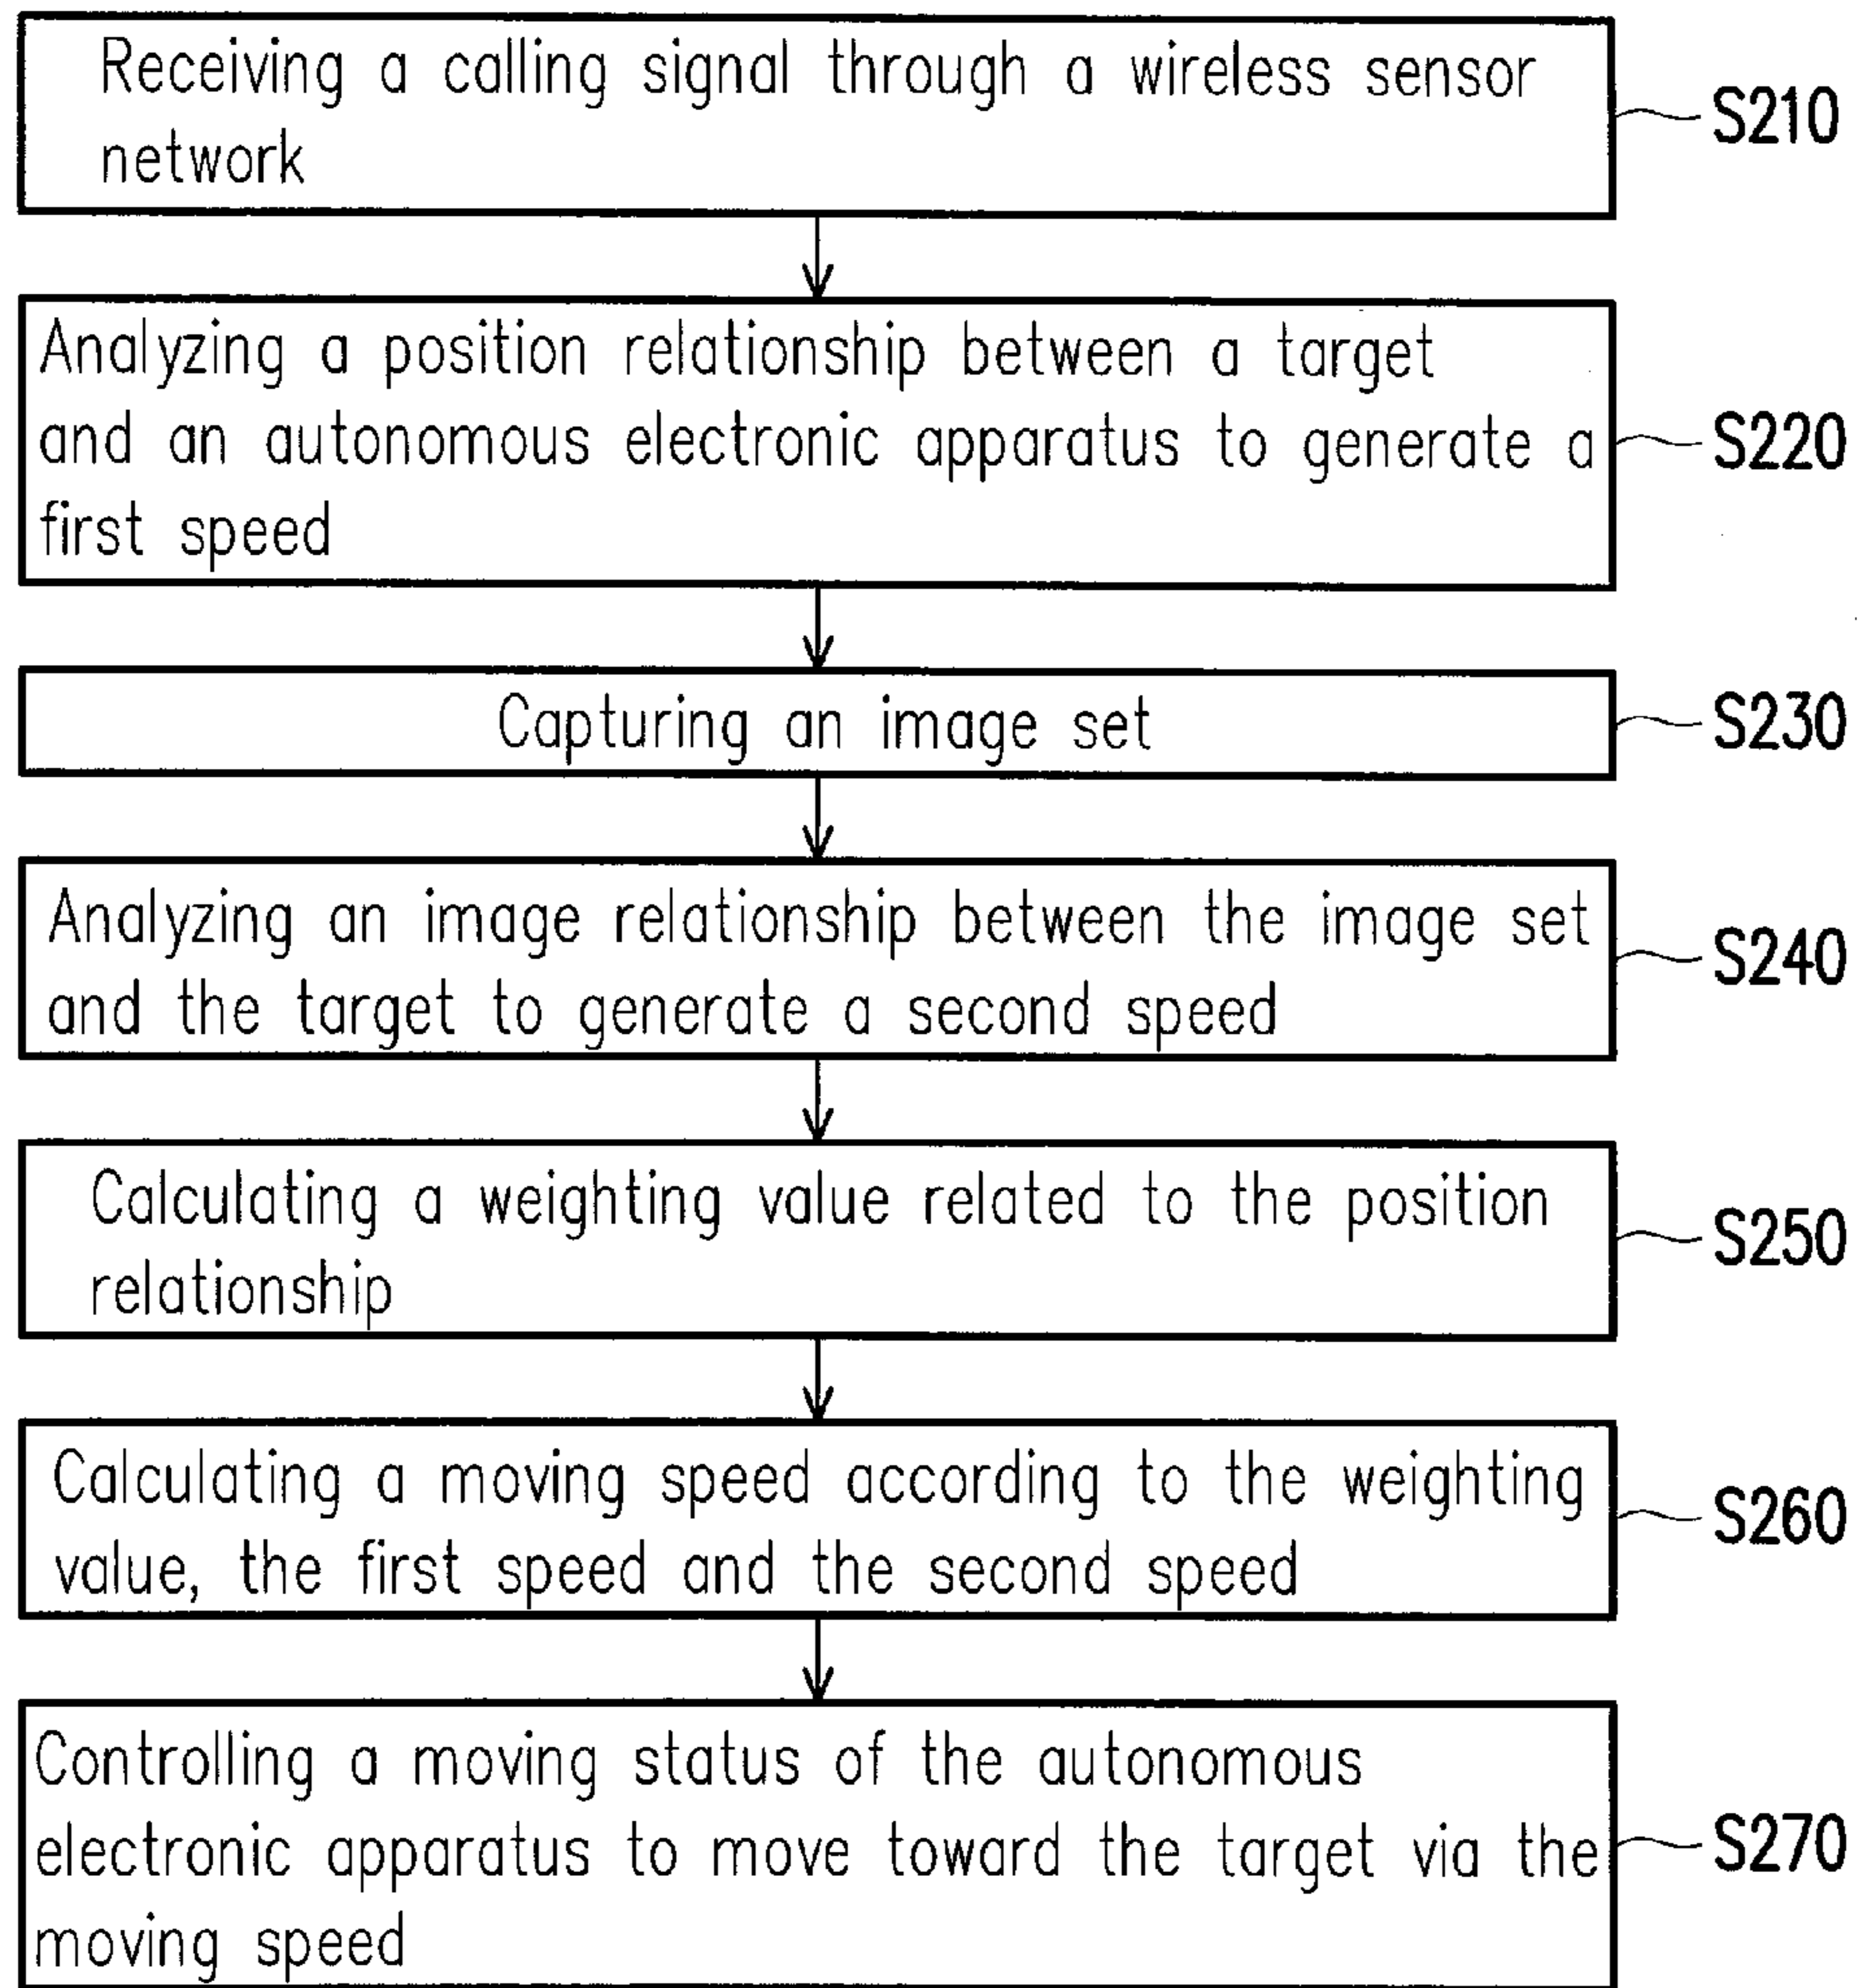 Receiving a calling signal through a wireless sensor
network
S210
Analyzing a position relationship between a target
and an autonomous electronic apparatus to generate a
first speed
S220
Capturing an image set
S230
Analyzing an image relationship between the image set
and the target to generate a second speed
S240
Calculating a weighting value related to the position
relationship
S250
Calculating a moving speed according to the weighting
value, the first speed and the second speed
S260
Controlling a moving status of the autonomous
electronic apparatus to move toward the target via the
moving speed
S270